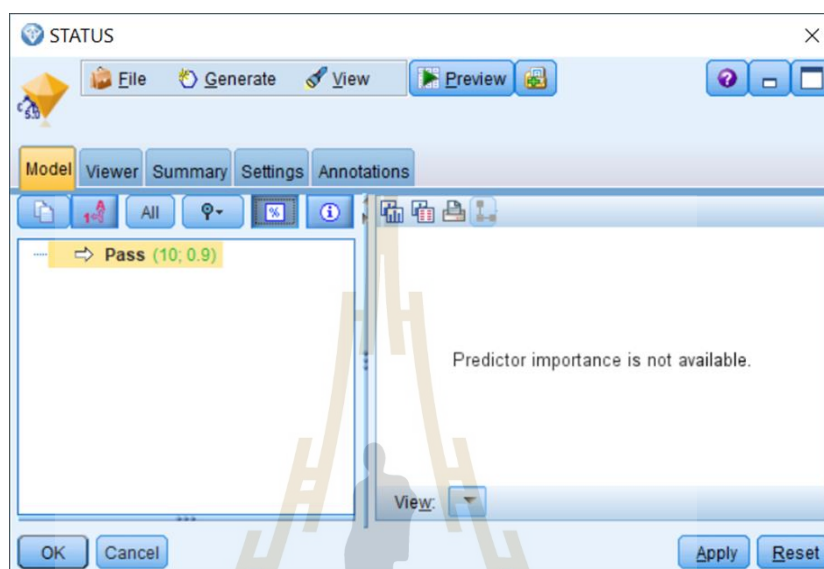 STATUS
File Generate View Preview
Model Viewer Summary Settings Annotations
All %
Pass (10; 0.9)
Predictor importance is not available.
View:
OK Cancel Apply Reset